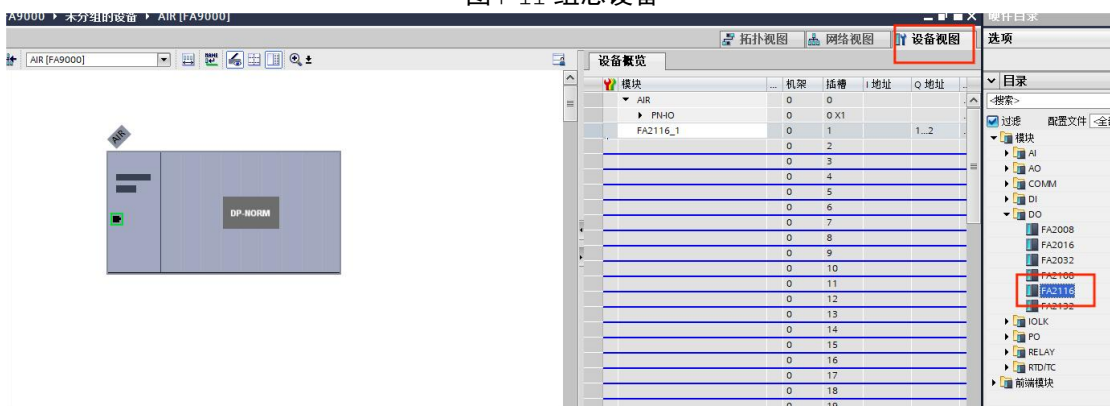 组态设备
A9000 ▸ 未分组的设备 ▸ AIR [FA9000]
硬件目录
拓扑视图 网络视图 设备视图
选项
AIR [FA9000]
设备概览
目录
模块 ... 机架 插槽 I 地址 Q 地址
<搜索>
AIR 0 0
过滤 配置文件
PN-IO 0 0 X1
FA2116_1 0 1 1...2
0 2
0 3
0 4
0 5
0 6
0 7
0 8
0 9
0 10
0 11
0 12
0 13
0 14
0 15
0 16
0 17
0 18
0 19
模块
AI
AO
COMM
DI
DO
FA2008
FA2016
FA2032
FA2108
FA2116
FA2132
IOLK
PO
RELAY
RTD/TC
前端模块
AIR
DP-NORM